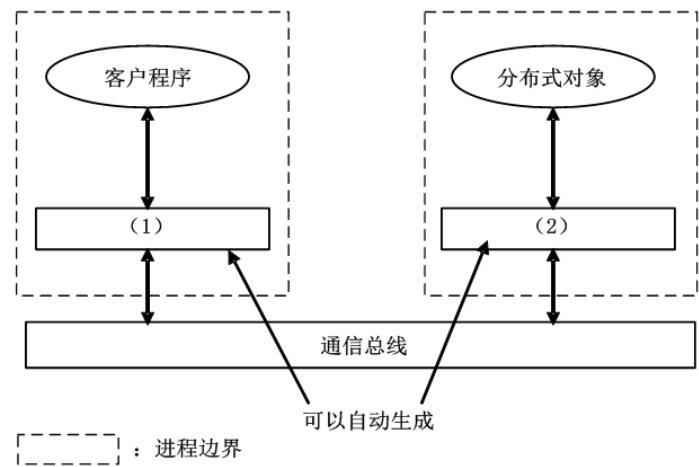 客户程序
分布式对象
（1）
（2）
通信总线
可以自动生成
：进程边界